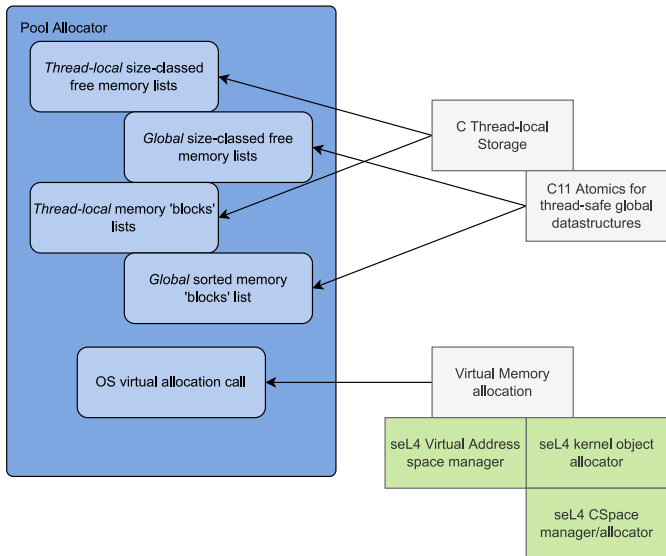 Pool Allocator
Thread-local size-classed
free memory lists
Global size-classed free
memory lists
Thread-local memory 'blocks'
lists
Global sorted memory
'blocks' list
OS virtual allocation call
C Thread-local
Storage
C11 Atomics for
thread-safe global
datastructures
Virtual Memory
allocation
seL4 Virtual Address
space manager
seL4 kernel object
allocator
seL4 CSpace
manager/allocator